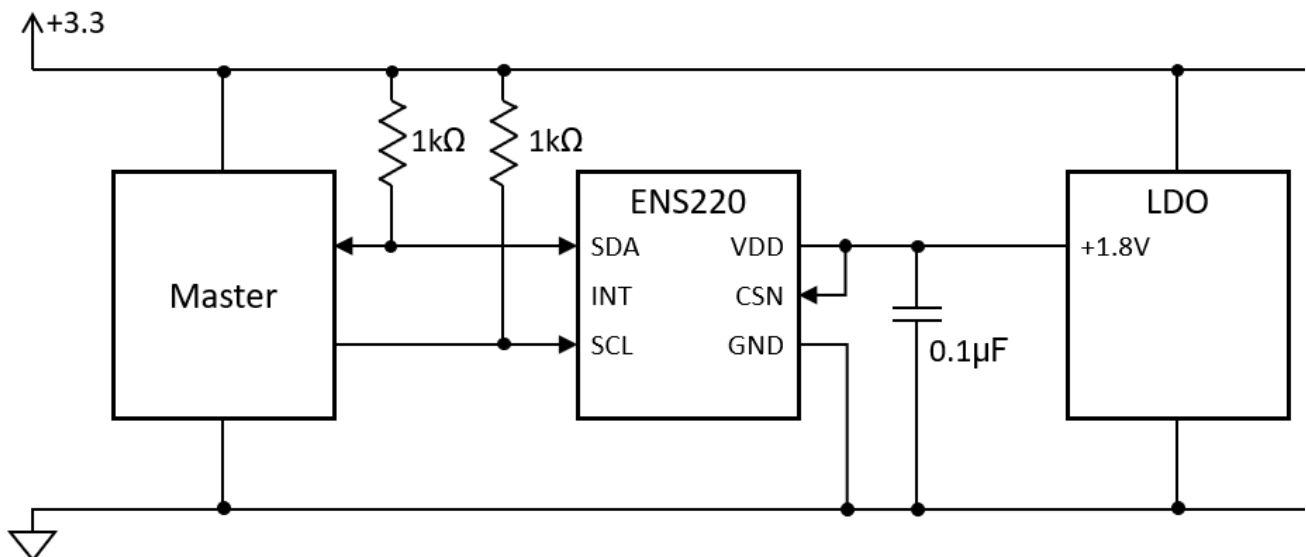 +3.3
1kΩ
1kΩ
Master
ENS220
SDA
VDD
INT
CSN
SCL
GND
0.1µF
LDO
+1.8V